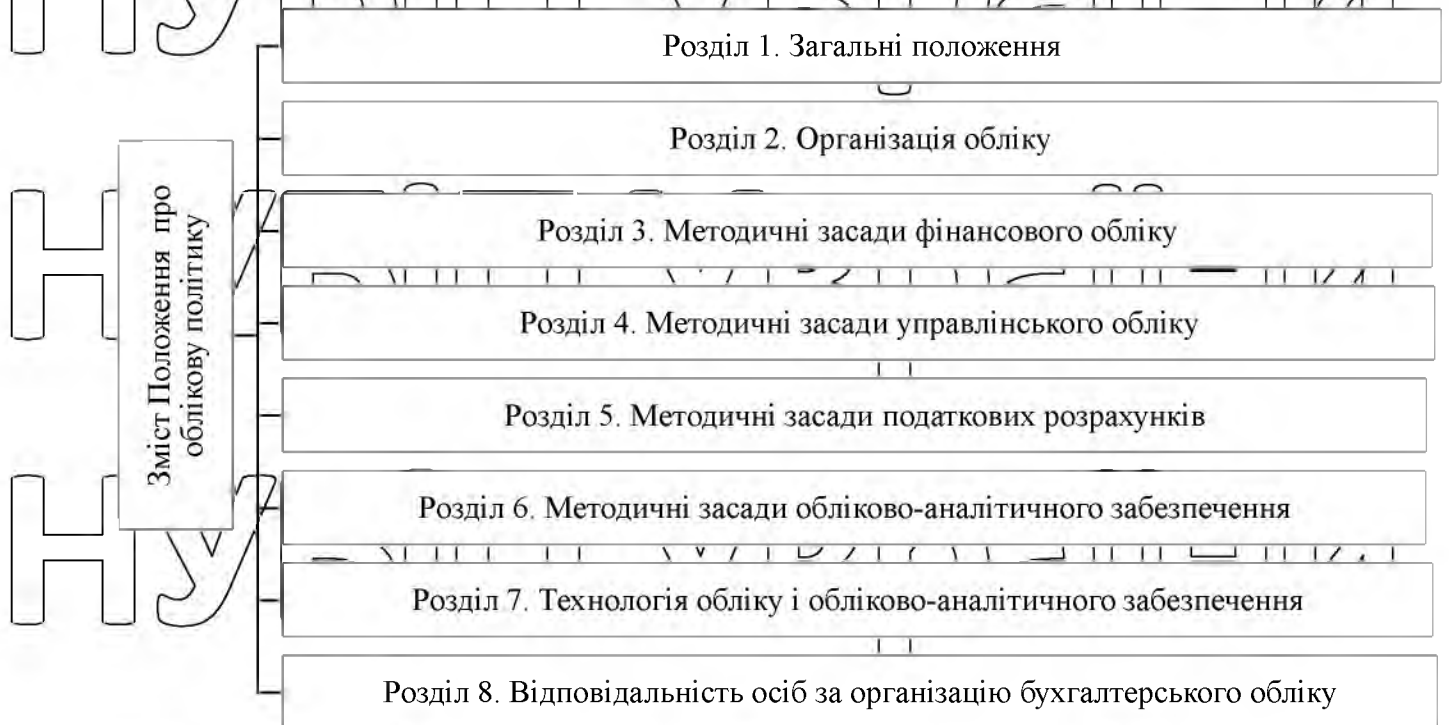 Зміст Положення про
облікову політику
Розділ 1. Загальні положення
Розділ 2. Організація обліку
Розділ 3. Методичні засади фінансового обліку
Розділ 4. Методичні засади управлінського обліку
Розділ 5. Методичні засади податкових розрахунків
Розділ 6. Методичні засади обліково-аналітичного забезпечення
Розділ 7. Технологія обліку і обліково-аналітичного забезпечення
Розділ 8. Відповідальність осіб за організацію бухгалтерського обліку